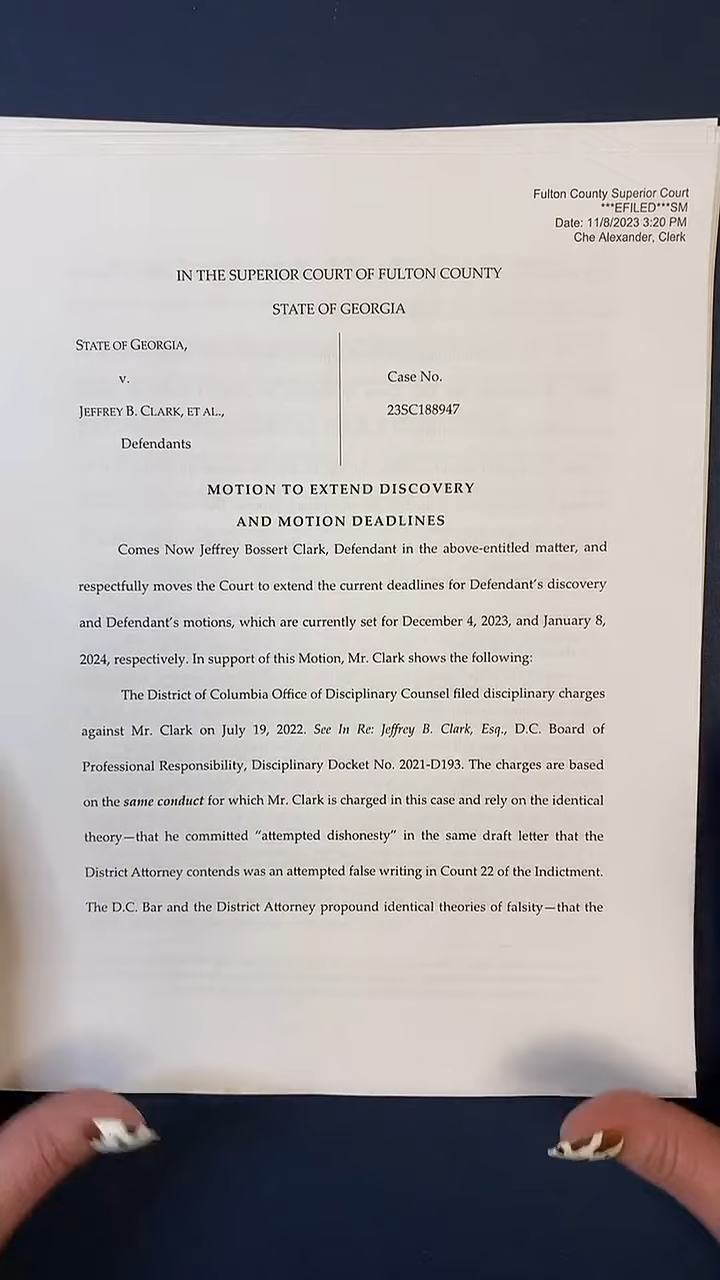 Fulton County Superior Court
***EFILED***SM
Date: 11/8/2023 3:20 PM
Che Alexander, Clerk
IN THE SUPERIOR COURT OF FULTON COUNTY
STATE OF GEORGIA
STATE OF GEORGIA,
v.
JEFFREY B. CLARK, ET AL.,
Defendants
Case No.
23SC188947
MOTION TO EXTEND DISCOVERY
AND MOTION DEADLINES
Comes Now Jeffrey Bossert Clark, Defendant in the above-entitled matter, and
respectfully moves the Court to extend the current deadlines for Defendant's discovery
and Defendant's motions, which are currently set for December 4, 2023, and January 8,
2024, respectively. In support of this Motion, Mr. Clark shows the following:
The District of Columbia Office of Disciplinary Counsel filed disciplinary charges
against Mr. Clark on July 19, 2022. See In Re: Jeffrey B. Clark, Esq., D.C. Board of
Professional Responsibility, Disciplinary Docket No. 2021-D193. The charges are based
on the same conduct for which Mr. Clark is charged in this case and rely on the identical
theory—that he committed "attempted dishonesty" in the same draft letter that the
District Attorney contends was an attempted false writing in Count 22 of the Indictment.
The D.C. Bar and the District Attorney propound identical theories of falsity—that the